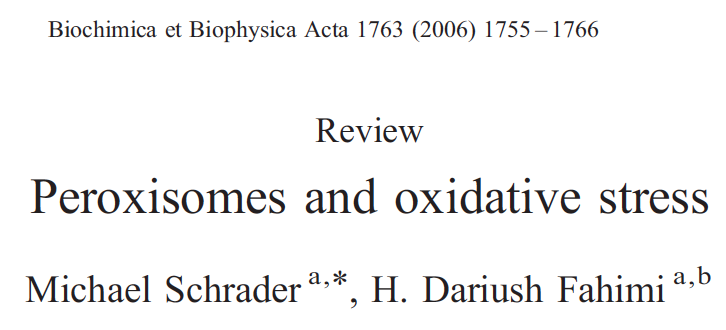 Biochimica et Biophysica Acta 1763 (2006) 1755 – 1766
Review
Peroxisomes and oxidative stress
Michael Schrader a,*, H. Dariush Fahimi a,b